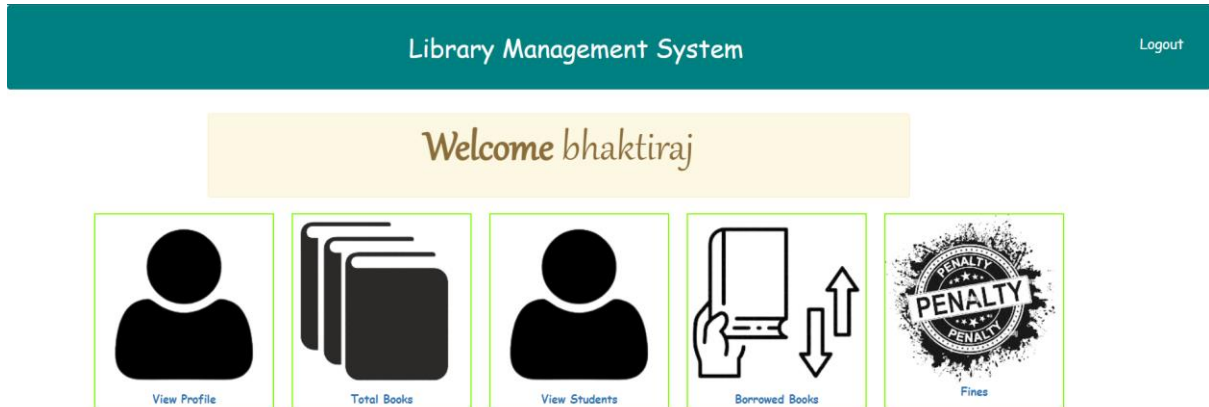 Library Management System
Logout
Welcome bhaktiraj
PENALTY
PENALTY
PENALTY
View Profile
Total Books
View Students
Borrowed Books
Fines